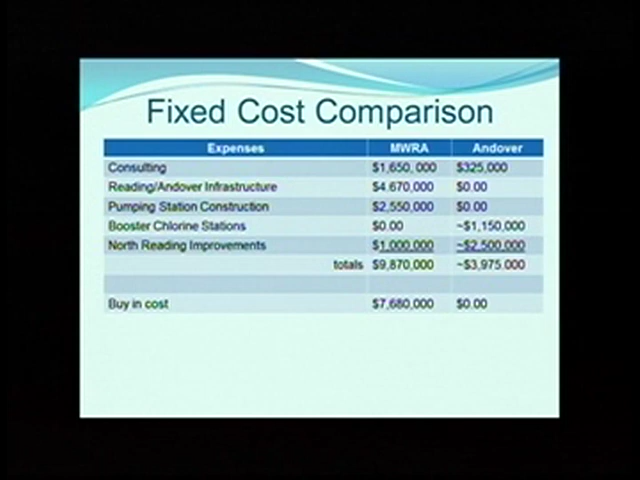 Fixed Cost Comparison
Expenses MWRA Andover
Consulting $1,650, 000 $325,000
Reading/Andover Infrastructure $4.670,000 $0.00
Pumping Station Construction $2,550,000 $0.00
Booster Chlorine Stations $0.00 ~$1,150,000
North Reading Improvements $1,000,000 ~$2,500,000
totals $9,870,000 ~$3,975.000
Buy in cost $7,680,000 $0.00